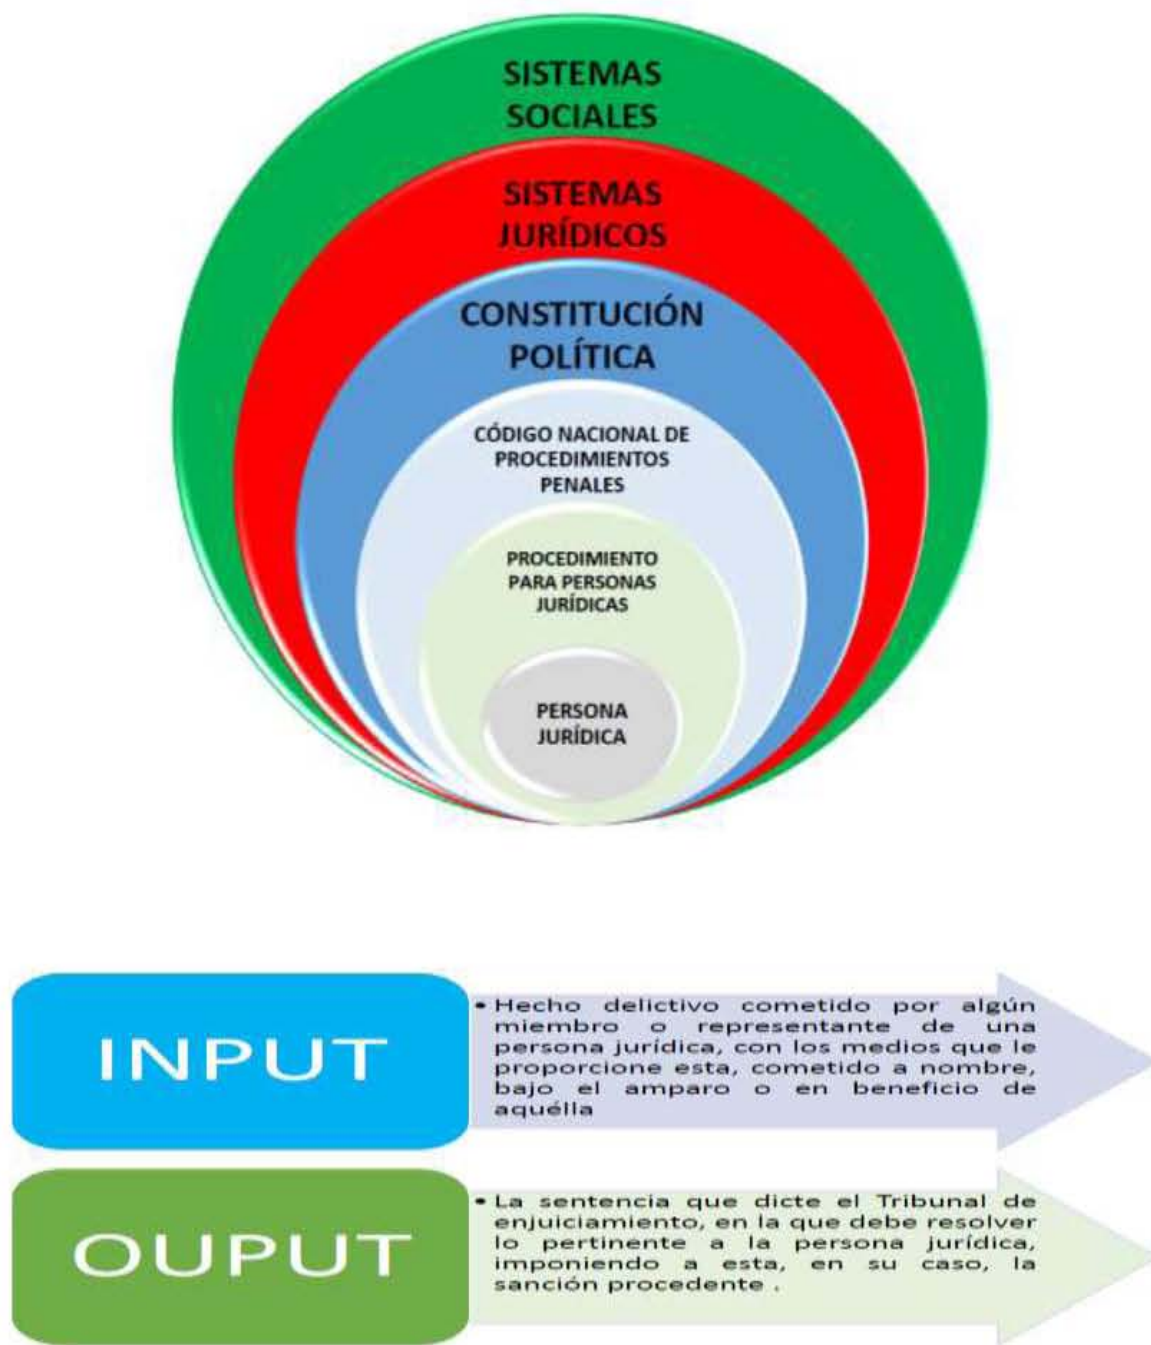 SISTEMAS
SOCIALES
SISTEMAS
JURÍDICOS
CONSTITUCIÓN
POLÍTICA
CÓDIGO NACIONAL DE
PROCEDIMIENTOS
PENALES
PROCEDIMIENTO
PARA PERSONAS
JURÍDICAS
PERSONA
JURÍDICA
INPUT
• Hecho delictivo cometido por algún
miembro o representante de una
persona jurídica, con los medios que le
proporcione esta, cometido a nombre,
bajo el amparo o en beneficio de
aquélla
OUPUT
• La sentencia que dicte el Tribunal de
enjuiciamiento, en la que debe resolver
lo pertinente a la persona jurídica,
imponiendo a esta, en su caso, la
sanción procedente .